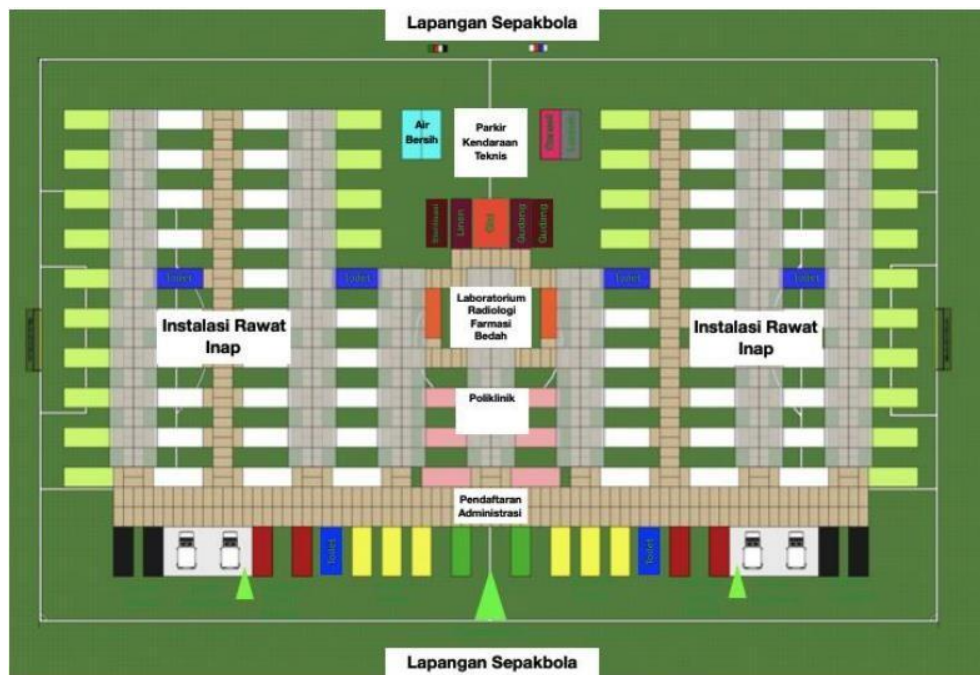 Lapangan Sepakbola
Air
Bersih
Parkir
Kendaraan
Teknis
Linen
Gizi
Gudang
Gudang
Toilet
Toilet
Toilet
Toilet
Laboratorium
Radiologi
Farmasi
Bedah
Instalasi Rawat
Inap
Instalasi Rawat
Inap
Poliklinik
Pendaftaran
Administrasi
Toilet
Toilet
Lapangan Sepakbola